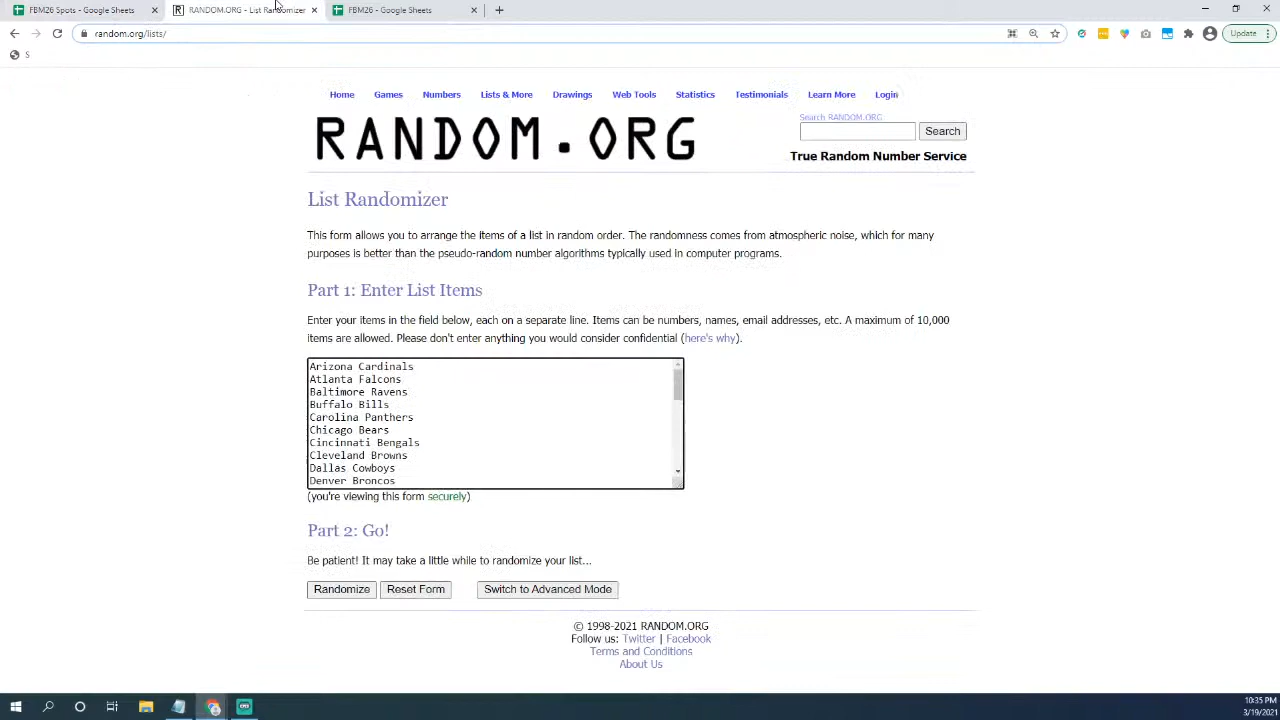 FBM26 Spots - Google Sheets
RANDOM.ORG - List Randomizer
FBM26 - Google Sheets
random.org/lists/
Update
S
Home Games Numbers Lists & More Drawings Web Tools Statistics Testimonials Learn More Login
RANDOM.ORG
Search RANDOM.ORG
Search
True Random Number Service
List Randomizer
This form allows you to arrange the items of a list in random order. The randomness comes from atmospheric noise, which for many
purposes is better than the pseudo-random number algorithms typically used in computer programs.
Part 1: Enter List Items
Enter your items in the field below, each on a separate line. Items can be numbers, names, email addresses, etc. A maximum of 10,000
items are allowed. Please don't enter anything you would consider confidential (here's why).
Arizona Cardinals
Atlanta Falcons
Baltimore Ravens
Buffalo Bills
Carolina Panthers
Chicago Bears
Cincinnati Bengals
Cleveland Browns
Dallas Cowboys
Denver Broncos
(you're viewing this form securely)
Part 2: Go!
Be patient! It may take a little while to randomize your list...
Randomize Reset Form Switch to Advanced Mode
© 1998-2021 RANDOM.ORG
Follow us: Twitter | Facebook
Terms and Conditions
About Us
10:35 PM
3/19/2021